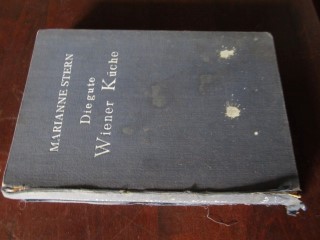 MARIANNE STERN
Die gute
Wiener Küche